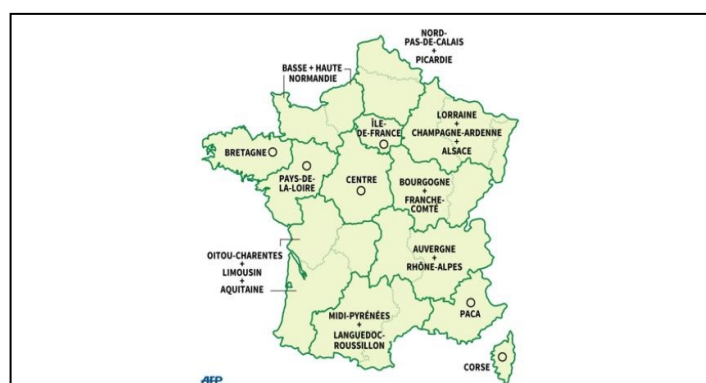 NORD-
PAS-DE-CALAIS
+
PICARDIE
BASSE + HAUTE
NORMANDIE
ÎLE-
DE-FRANCE
LORRAINE
+
CHAMPAGNE-ARDENNE
+
ALSACE
BRETAGNE
PAYS-DE-
LA-LOIRE
CENTRE
BOURGOGNE
+
FRANCHE-
COMTÉ
OITOU-CHARENTES
+
LIMOUSIN
+
AQUITAINE
AUVERGNE
+
RHÔNE-ALPES
MIDI-PYRÉNÉES
+
LANGUEDOC-
ROUSSILLON
PACA
CORSE
AFP